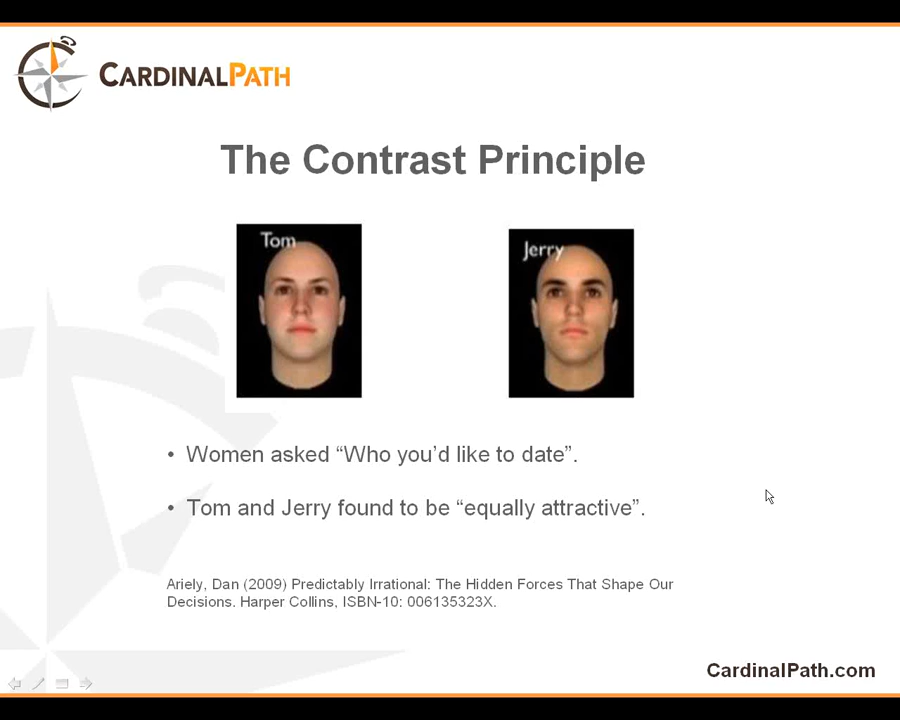 CARDINALPATH
The Contrast Principle
Tom
Jerry
• Women asked “Who you’d like to date”.
• Tom and Jerry found to be “equally attractive”.
Ariely, Dan (2009) Predictably Irrational: The Hidden Forces That Shape Our
Decisions. Harper Collins, ISBN-10: 006135323X.
CardinalPath.com